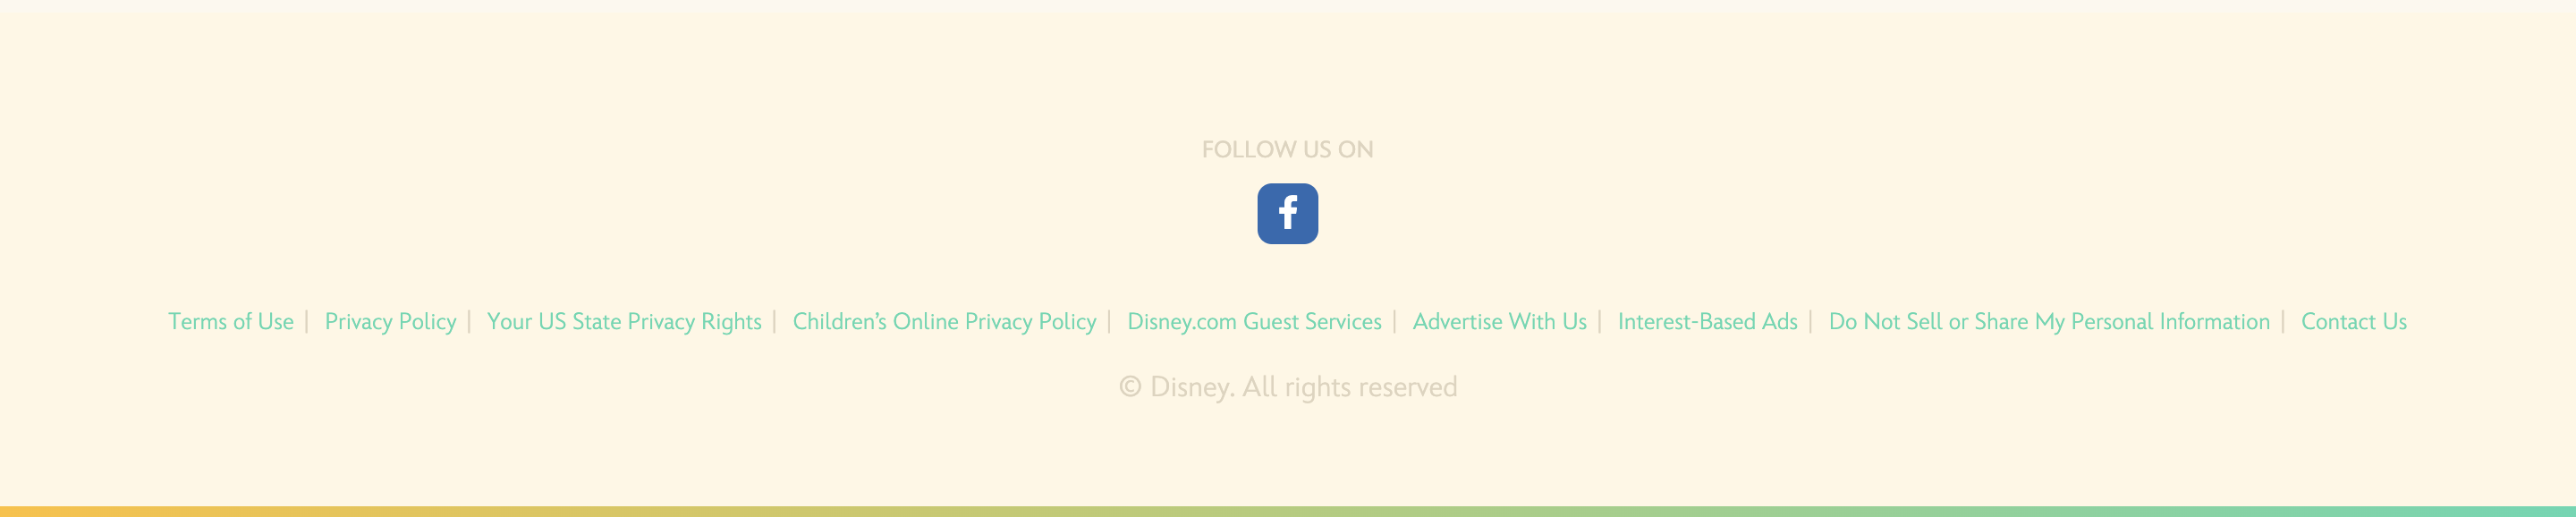 FOLLOW US ON
f
Terms of Use | Privacy Policy | Your US State Privacy Rights | Children’s Online Privacy Policy | Disney.com Guest Services | Advertise With Us | Interest-Based Ads | Do Not Sell or Share My Personal Information | Contact Us
© Disney. All rights reserved